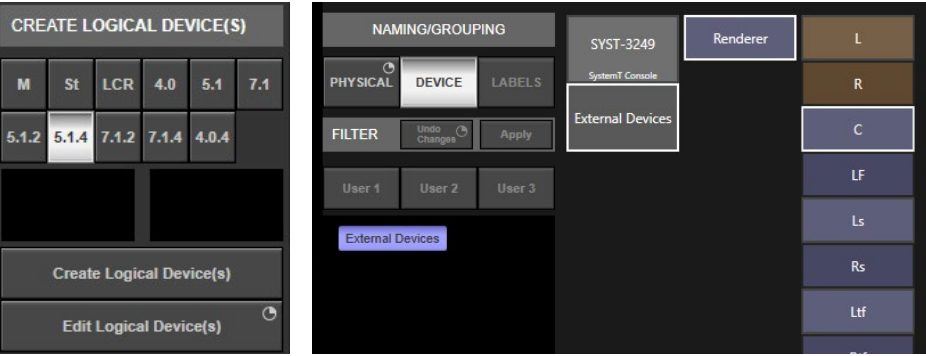 CREATE LOGICAL DEVICE(S)
M St LCR 4.0 5.1 7.1
5.1.2 5.1.4 7.1.2 7.1.4 4.0.4
Create Logical Device(s)
Edit Logical Device(s)
NAMING/GROUPING
PHYSICAL DEVICE LABELS
FILTER Undo Changes Apply
User 1 User 2 User 3
External Devices
SYST-3249
SystemT Console
External Devices
Renderer
L
R
C
LF
Ls
Rs
Ltf